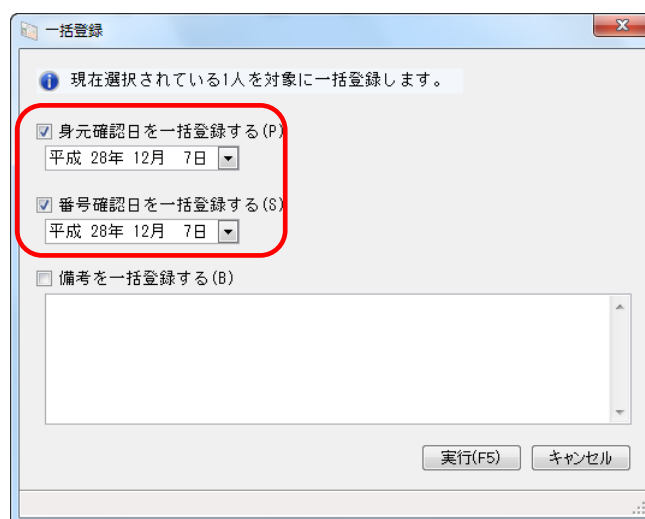 一括登録
現在選択されている1人を対象に一括登録します。
身元確認日を一括登録する(P)
平成 28年 12月 7日
番号確認日を一括登録する(S)
平成 28年 12月 7日
備考を一括登録する(B)
実行(F5) キャンセル